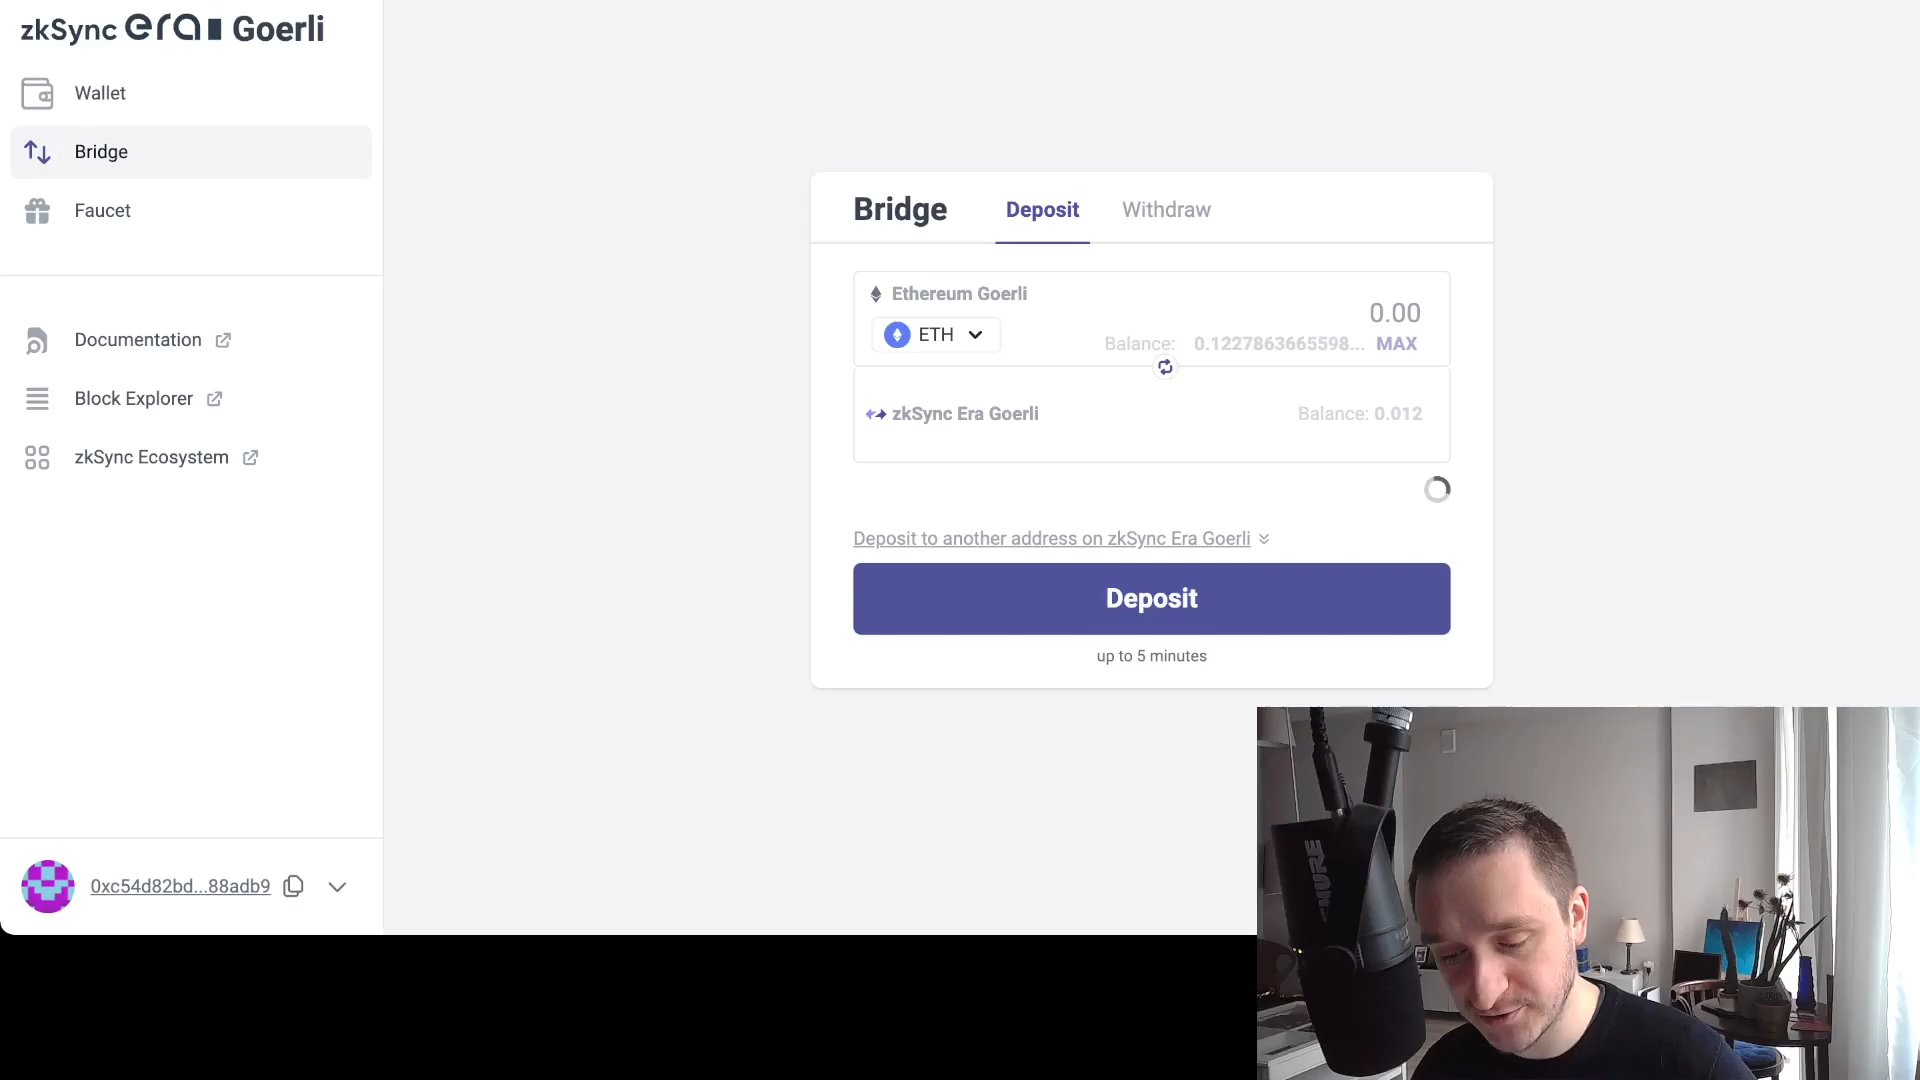 zkSync era Goerli
Wallet
Bridge
Faucet
Documentation
Block Explorer
zkSync Ecosystem
0xc54d82bd...88adb9
Bridge Deposit Withdraw
Ethereum Goerli
0.00
ETH
Balance: 0.1227863665598... MAX
zkSync Era Goerli
Balance: 0.012
Deposit to another address on zkSync Era Goerli
Deposit
up to 5 minutes
SHURE